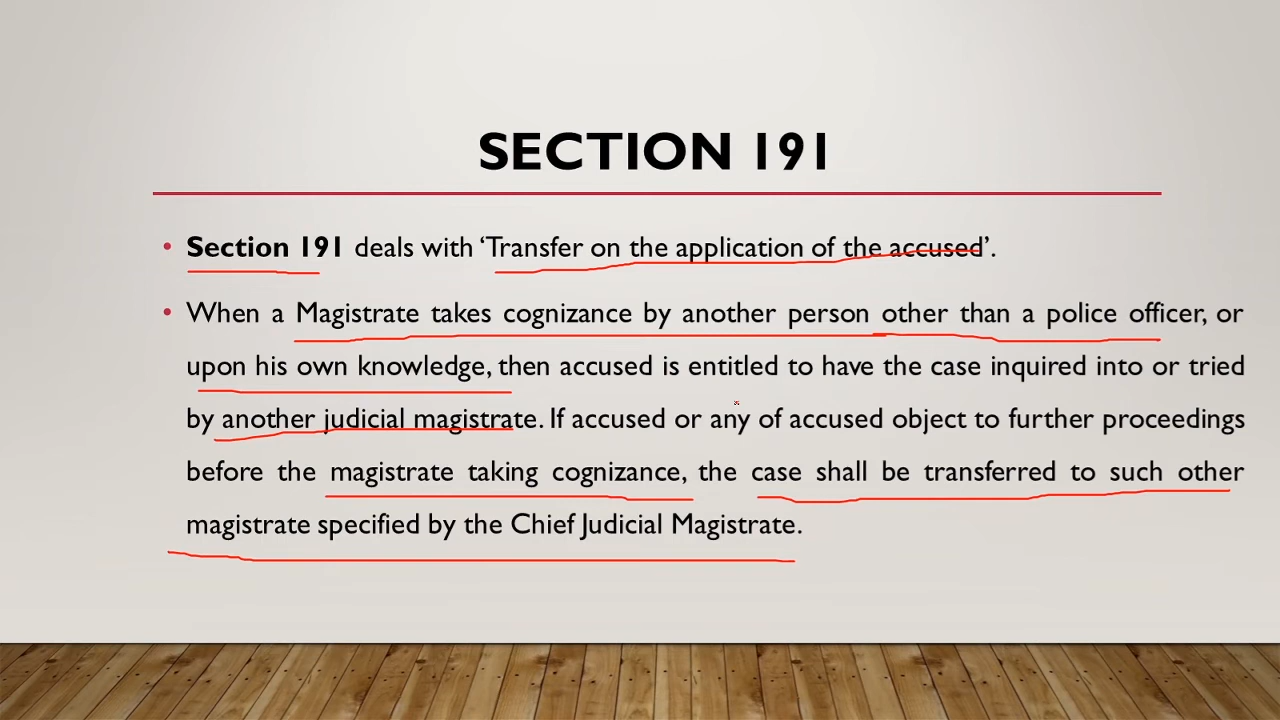 SECTION 191
• Section 191 deals with ‘Transfer on the application of the accused’.
• When a Magistrate takes cognizance by another person other than a police officer, or
upon his own knowledge, then accused is entitled to have the case inquired into or tried
by another judicial magistrate. If accused or any of accused object to further proceedings
before the magistrate taking cognizance, the case shall be transferred to such other
magistrate specified by the Chief Judicial Magistrate.